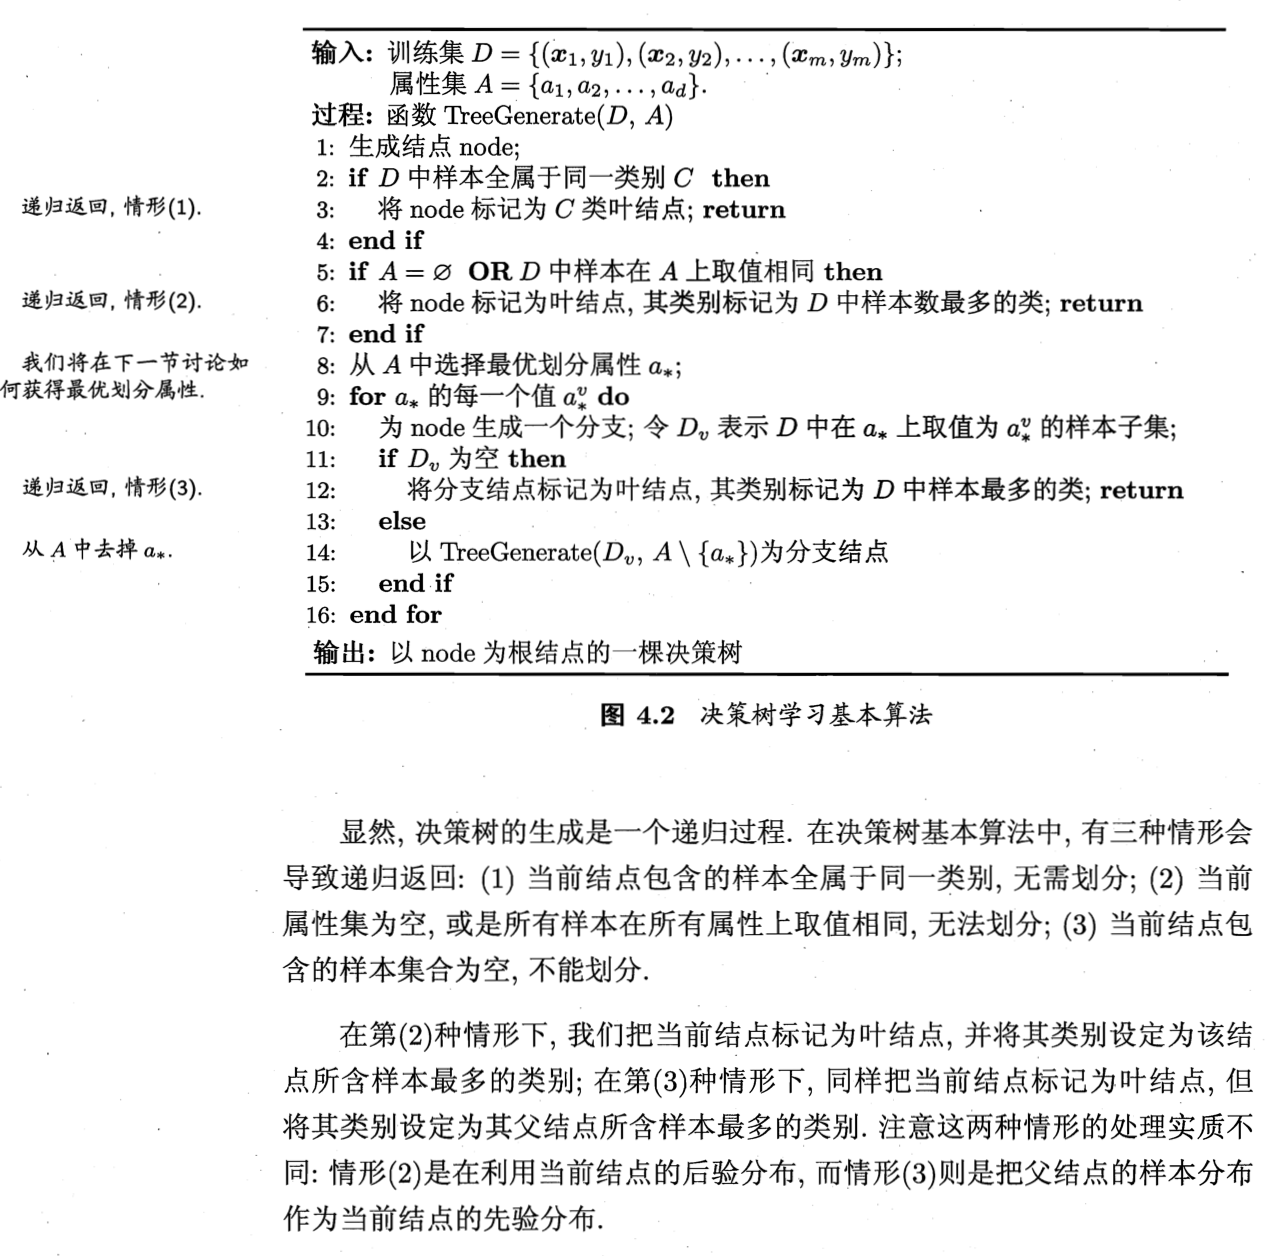 输入: 训练集 D = {(x₁, y₁), (x₂, y₂), . . . , (xₘ, yₘ)};
属性集 A = {a₁, a₂, . . . , a_d}.
过程: 函数 TreeGenerate(D, A)
1: 生成结点 node;
2: if D 中样本全属于同一类别 C then
递归返回, 情形(1).
3: 将 node 标记为 C 类叶结点; return
4: end if
5: if A = ∅ OR D 中样本在 A 上取值相同 then
递归返回, 情形(2).
6: 将 node 标记为叶结点, 其类别标记为 D 中样本数最多的类; return
7: end if
我们将在下一节讨论如
何获得最优划分属性.
8: 从 A 中选择最优划分属性 a_*;
9: for a_* 的每一个值 a_*^v do
10: 为 node 生成一个分支; 令 D_v 表示 D 中在 a_* 上取值为 a_*^v 的样本子集;
11: if D_v 为空 then
递归返回, 情形(3).
12: 将分支结点标记为叶结点, 其类别标记为 D 中样本最多的类; return
13: else
从 A 中去掉 a_*.
14: 以 TreeGenerate(D_v, A \ {a_*})为分支结点
15: end if
16: end for
输出: 以 node 为根结点的一棵决策树
图 4.2 决策树学习基本算法
显然, 决策树的生成是一个递归过程. 在决策树基本算法中, 有三种情形会
导致递归返回: (1) 当前结点包含的样本全属于同一类别, 无需划分; (2) 当前
属性集为空, 或是所有样本在所有属性上取值相同, 无法划分; (3) 当前结点包
含的样本集合为空, 不能划分.
在第(2)种情形下, 我们把当前结点标记为叶结点, 并将其类别设定为该结
点所含样本最多的类别; 在第(3)种情形下, 同样把当前结点标记为叶结点, 但
将其类别设定为其父结点所含样本最多的类别. 注意这两种情形的处理实质不
同: 情形(2)是在利用当前结点的后验分布, 而情形(3)则是把父结点的样本分布
作为当前结点的先验分布.